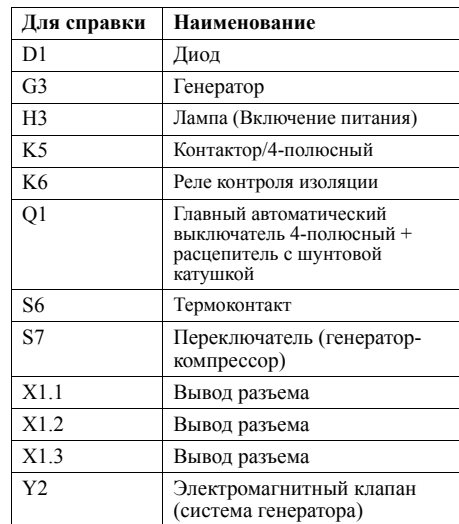 Для справки Наименование
D1 Диод
G3 Генератор
H3 Лампа (Включение питания)
K5 Контактор/4-полюсный
K6 Реле контроля изоляции
Q1 Главный автоматический
выключатель 4-полюсный +
расцепитель с шунтовой
катушкой
S6 Термоконтакт
S7 Переключатель (генератор-
компрессор)
X1.1 Вывод разъема
X1.2 Вывод разъема
X1.3 Вывод разъема
Y2 Электромагнитный клапан
(система генератора)